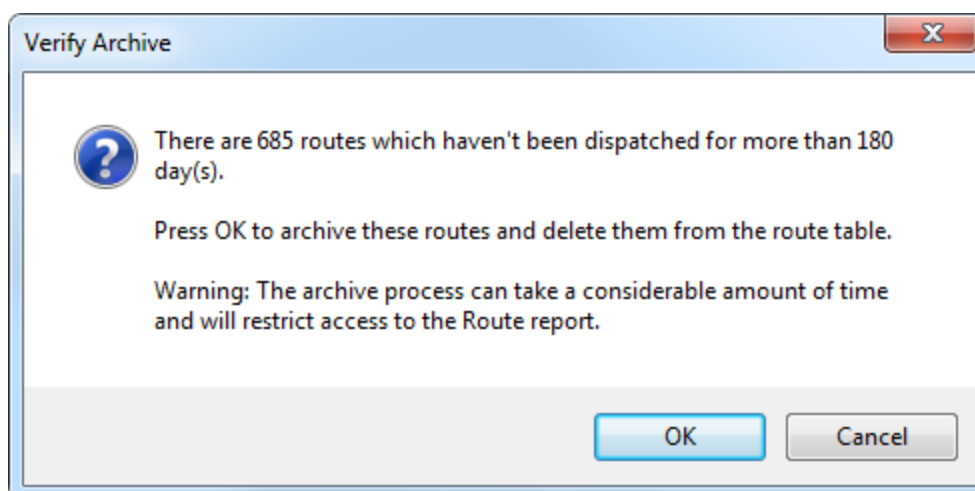 Verify Archive
There are 685 routes which haven't been dispatched for more than 180
day(s).
Press OK to archive these routes and delete them from the route table.
Warning: The archive process can take a considerable amount of time
and will restrict access to the Route report.
OK
Cancel